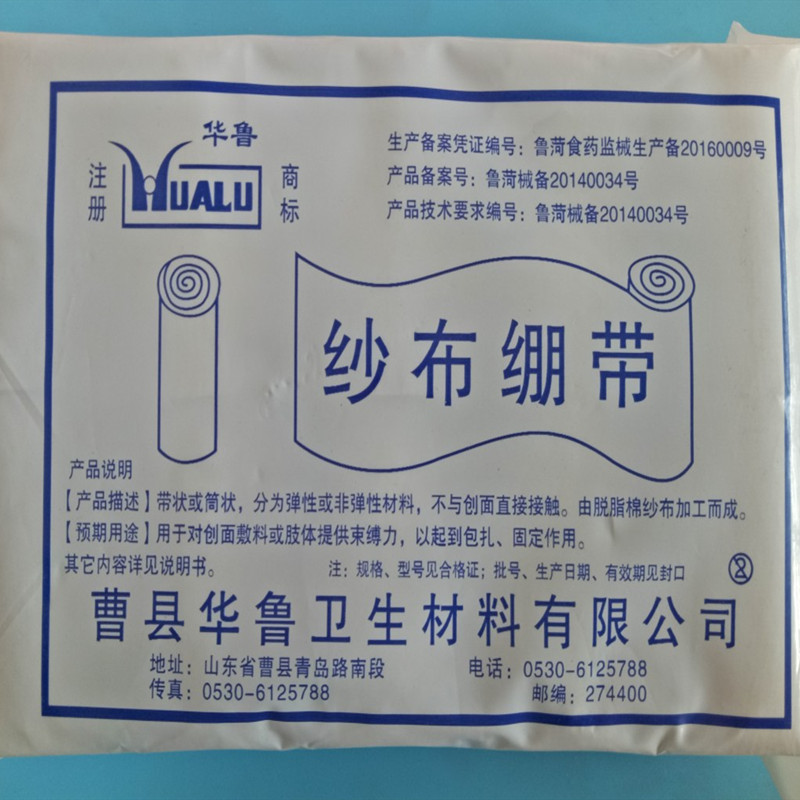 华鲁
注册
HUALU
商标
生产备案凭证编号：鲁菏食药监械生产备20160009号
产品备案号：鲁菏械备20140034号
产品技术要求编号：鲁菏械备20140034号
纱布绷带
产品说明
【产品描述】带状或筒状，分为弹性或非弹性材料，不与创面直接接触。由脱脂棉纱布加工而成。
【预期用途】用于对创面敷料或肢体提供束缚力，以起到包扎、固定作用。
其它内容详见说明书。
注：规格、型号见合格证；批号、生产日期、有效期见封口
2
曹县华鲁卫生材料有限公司
地址：山东省曹县青岛路南段
电话：0530-6125788
传真：0530-6125788
邮编：274400